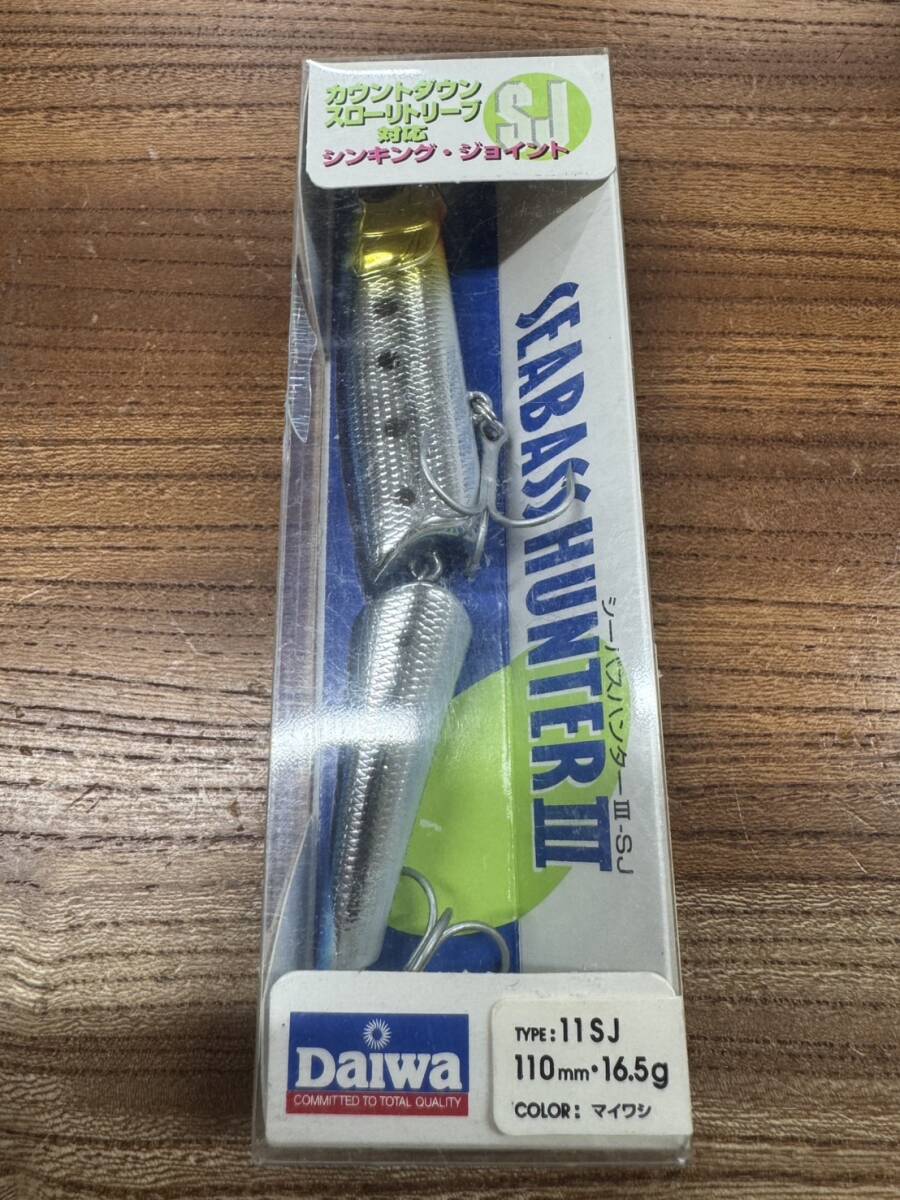 カウントダウン
スローリトリーブ
対応
シンキング・ジョイント
SJ
SEABASS HUNTER III
シーバスハンターⅢ-SJ
Daiwa
COMMITTED TO TOTAL QUALITY
TYPE: 11SJ
110mm・16.5g
COLOR: マイワシ